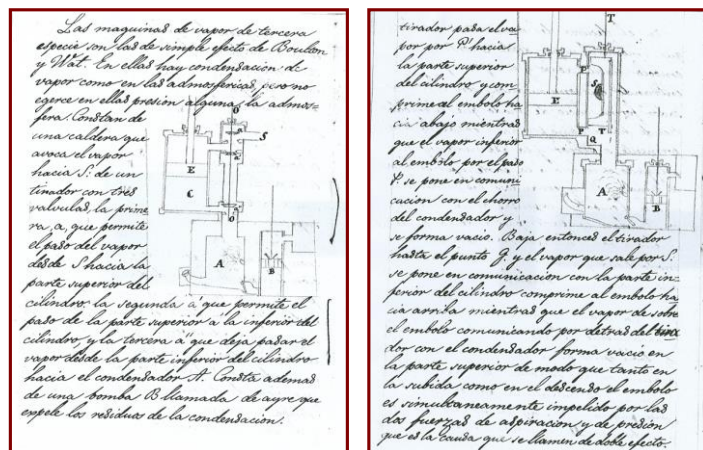 Las maquinas de vapor de tercera
especie son las de simple efecto de Boulton
y Wat. En ellas hay condensacion de
vapor como en las admosfericas, pero no
egerce en ellas presion alguna la admos-
fera. Constan de
una caldera que
avoca el vapor
hacia S: de un
tirador con tres
valvulas, la prime
ra, a, que permite
el paso del vapor
desde S hacia la
parte superior del
cilindro: la segunda a' que permite el
paso de la parte superior à la inferior del
cilindro, y la tercera a" que deja pasar el
vapor desde la parte inferior del cilindro
hacia el condensador A. Consta ademas
de una bomba B llamada de ayre que
expele los residuos de la condensacion.
O
S
E
C
O
A
B
tirador pasa el va
por por P' hacia
la parte superior
del cilindro y com
prime al embolo ha
cia abajo mientras
que el vapor inferior
al embolo por el paso
P. se pone en comuni
cacion con el chorro
del condensador y
se forma vacio. Baja entonces el tirador
hasta el punto Q. y el vapor que sale por S.
se pone en comunicacion con la parte in-
ferior del cilindro comprime al embolo ha
cia arriba mientras que el vapor de sobre
el embolo comunicando por detras del tira
dor con el condensador forma vacio en
la parte superior de modo que tanto en
la subida como en el descenso el embolo
es simultaneamente impelido por las
dos fuerzas de aspiracion y de presion
que es la causa que se llamen de doble efecto.
T
P
S
E
P
T
Q
A
B